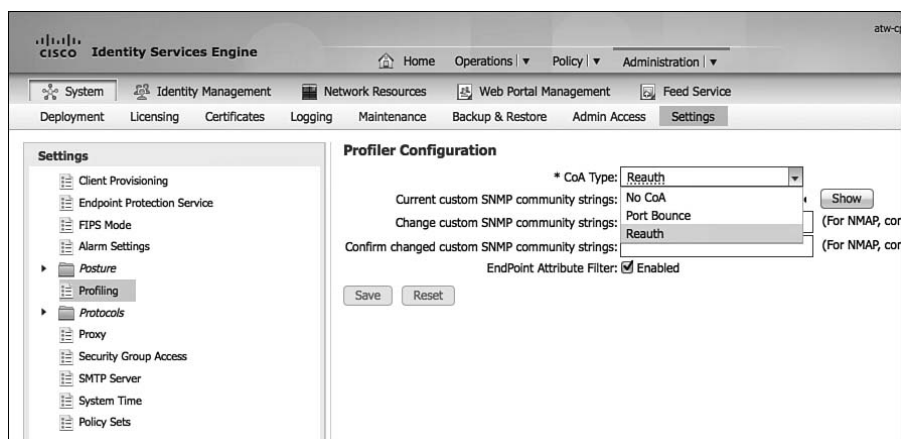 atw-cp
CISCO Identity Services Engine
Home Operations | ▼ Policy | ▼ Administration | ▼
System Identity Management Network Resources Web Portal Management Feed Service
Deployment Licensing Certificates Logging Maintenance Backup & Restore Admin Access Settings
Settings
Client Provisioning
Endpoint Protection Service
FIPS Mode
Alarm Settings
Posture
Profiling
Protocols
Proxy
Security Group Access
SMTP Server
System Time
Policy Sets
Profiler Configuration
* CoA Type: Reauth
No CoA
Port Bounce
Reauth
Current custom SNMP community strings: Show
Change custom SNMP community strings: (For NMAP, cor
Confirm changed custom SNMP community strings: (For NMAP, cor
EndPoint Attribute Filter: Enabled
Save Reset